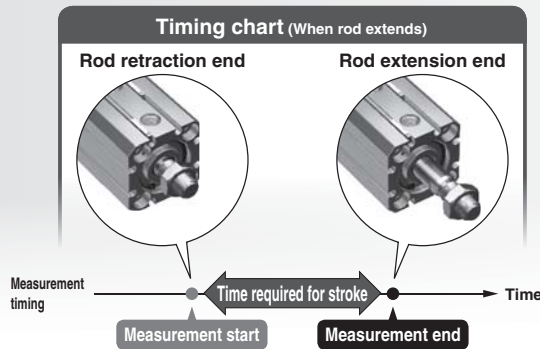 Timing chart (When rod extends)
Rod retraction end
Rod extension end
Measurement
timing
Time required for stroke
Time
Measurement start
Measurement end